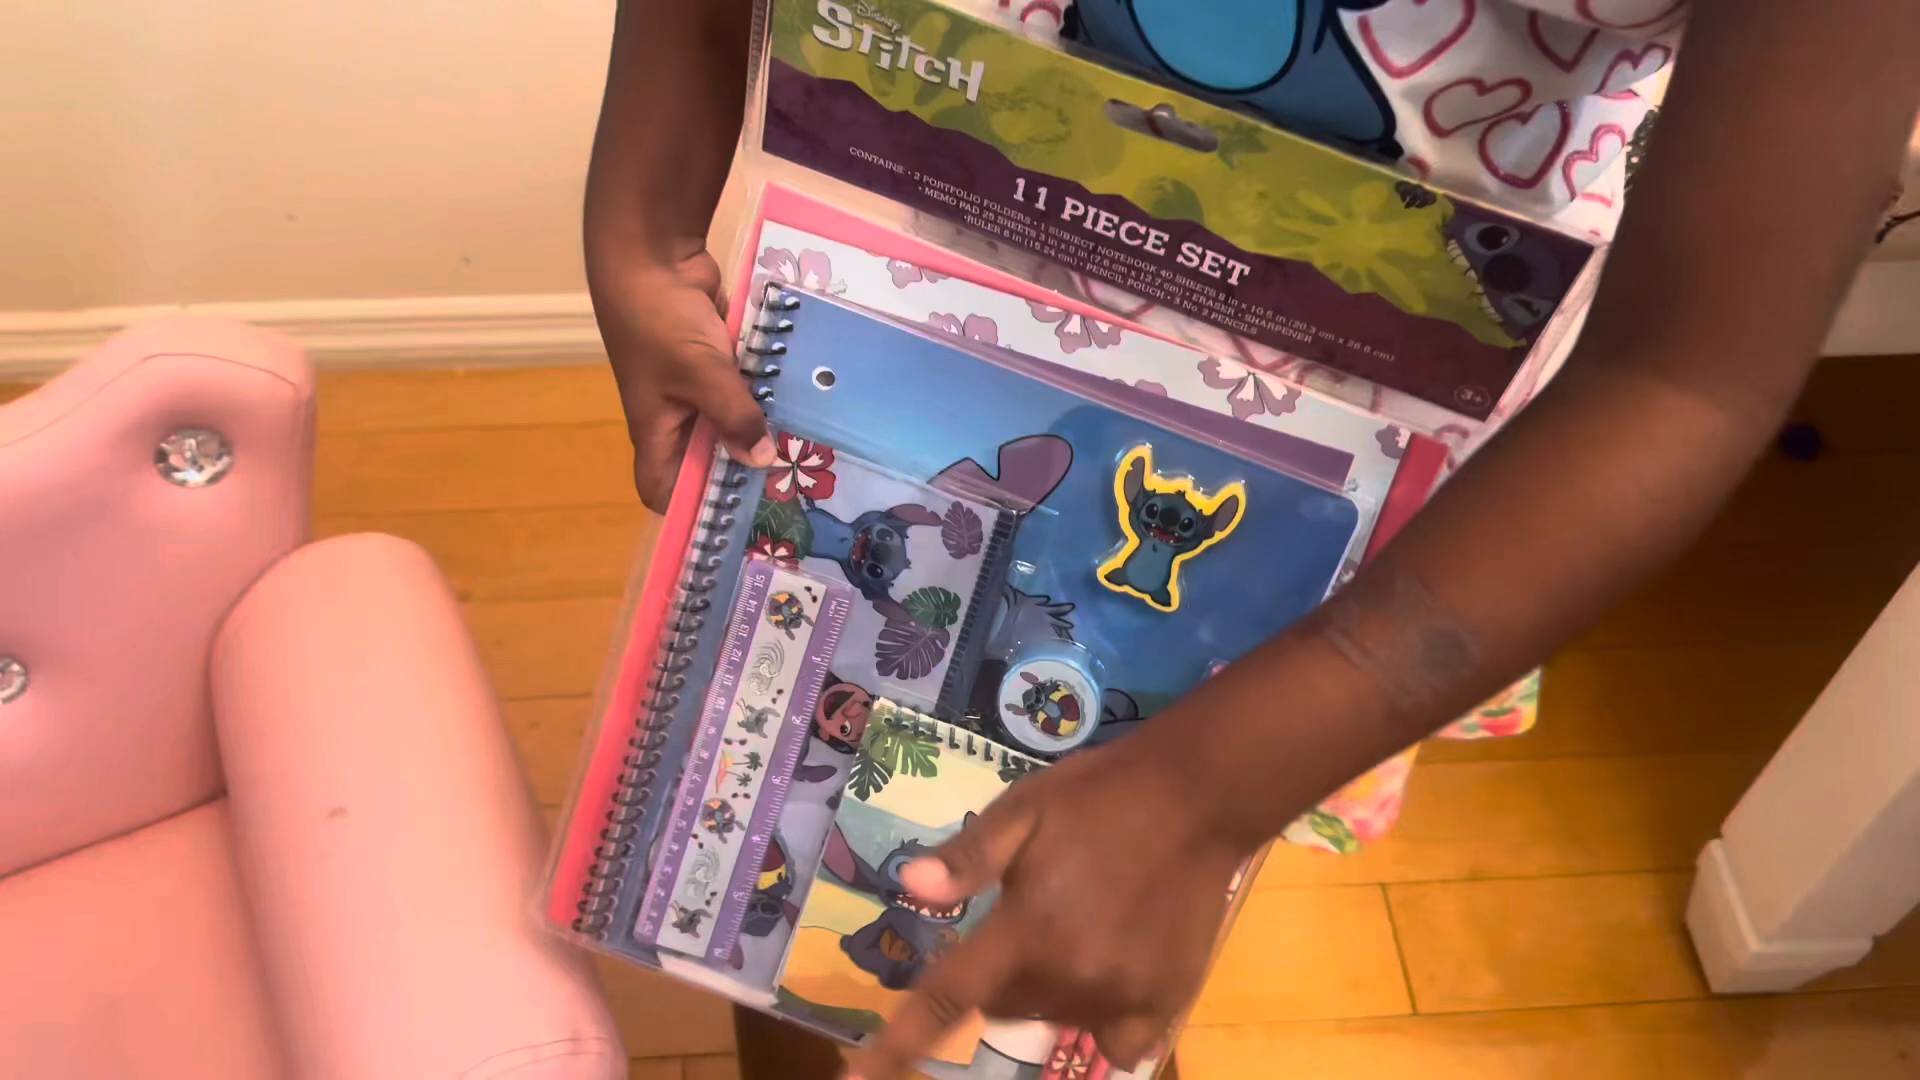 Disney
STITCH
11 PIECE SET
CONTAINS: • 2 PORTFOLIO FOLDERS • 1 SUBJECT NOTEBOOK 40 SHEETS 8 in x 10.5 in (20.3 cm x 26.6 cm)
• MEMO PAD 25 SHEETS 3 in x 5 in (7.6 cm x 12.7 cm) • ERASER • SHARPENER
•RULER 6 in (15.24 cm) • PENCIL POUCH • 3 No. 2 PENCILS
3+